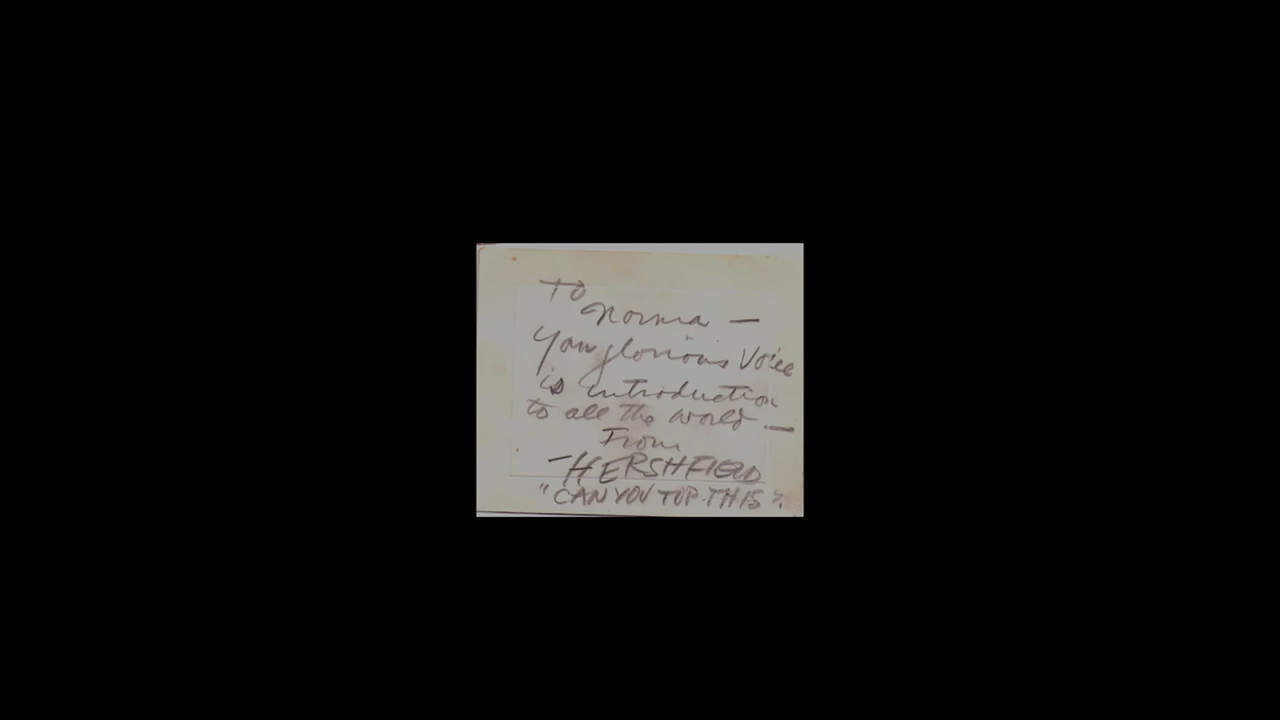 To
Norma —
Your glorious Voice
is introduction
to all the world —
From
- HERSHFIELD
"CAN YOU TOP THIS".